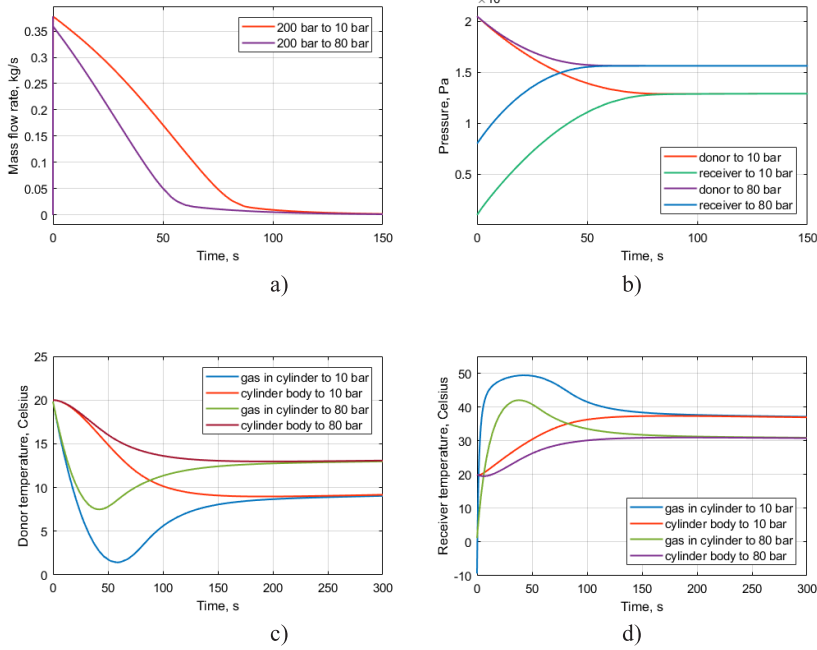 0.35
0.3
0.25
0.2
0.15
0.1
0.05
0
Mass flow rate, kg/s
200 bar to 10 bar
200 bar to 80 bar
0 50 100 150
Time, s
a)
2
1.5
1
0.5
Pressure, Pa
donor to 10 bar
receiver to 10 bar
donor to 80 bar
receiver to 80 bar
0 50 100 150
Time, s
b)
25
20
15
10
5
0
Donor temperature, Celsius
gas in cylinder to 10 bar
cylinder body to 10 bar
gas in cylinder to 80 bar
cylinder body to 80 bar
0 50 100 150 200 250 300
Time, s
c)
50
40
30
20
10
0
-10
Receiver temperature, Celsius
gas in cylinder to 10 bar
cylinder body to 10 bar
gas in cylinder to 80 bar
cylinder body to 80 bar
0 50 100 150 200 250 300
Time, s
d)